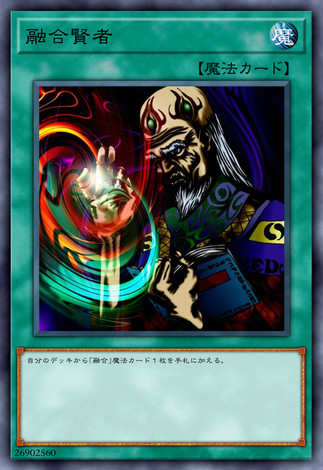 融合賢者
魔
【魔法カード】
自分のデッキから「融合」魔法カード1枚を手札に加える。
26902560